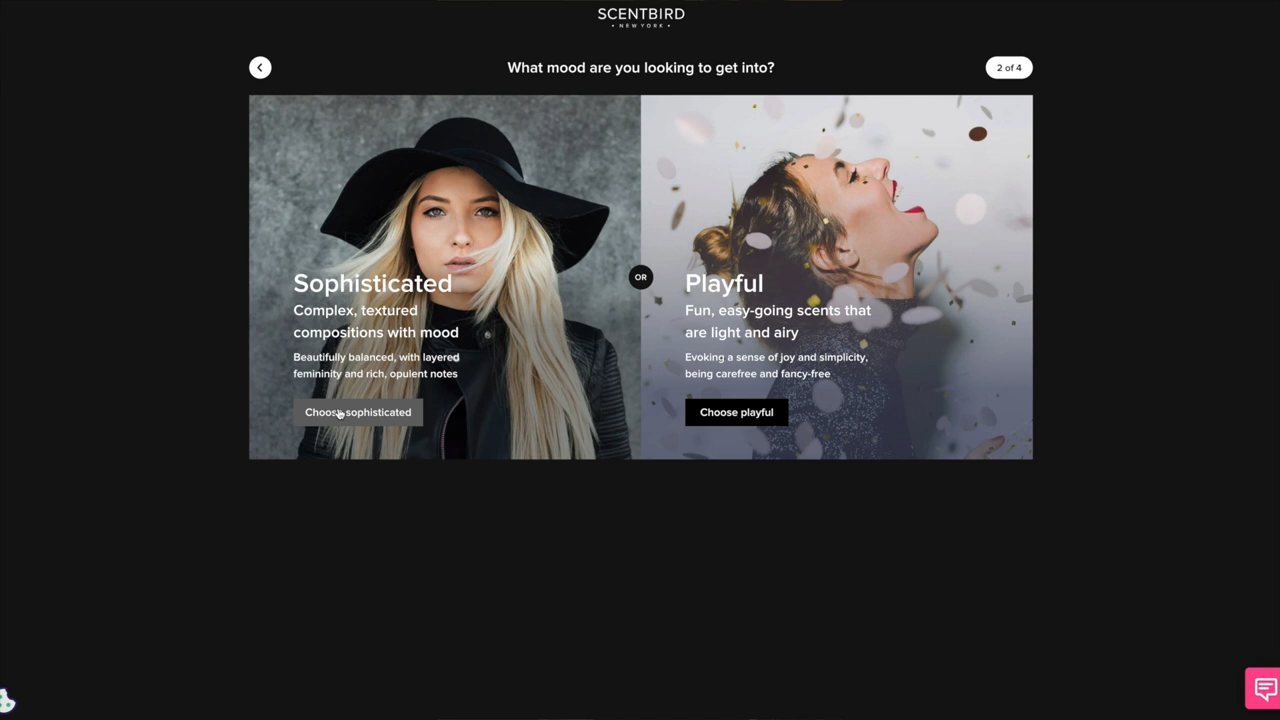 SCENTBIRD
• NEW YORK •
What mood are you looking to get into?
2 of 4
Sophisticated
Complex, textured
compositions with mood
Beautifully balanced, with layered
femininity and rich, opulent notes
Choose sophisticated
OR
Playful
Fun, easy-going scents that
are light and airy
Evoking a sense of joy and simplicity,
being carefree and fancy-free
Choose playful